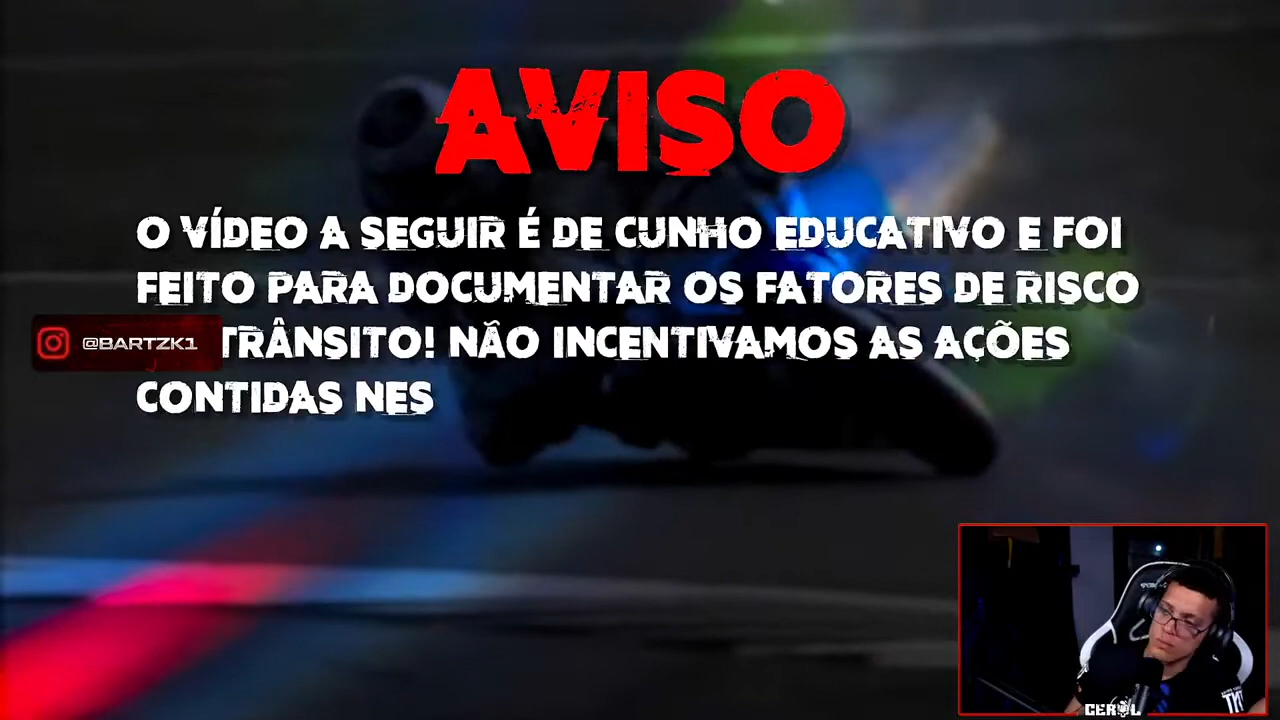 AVISO
O VÍDEO A SEGUIR É DE CUNHO EDUCATIVO E FOI
FEITO PARA DOCUMENTAR OS FATORES DE RISCO
@BARTZK1 TRÂNSITO! NÃO INCENTIVAMOS AS AÇÕES
CONTIDAS NES
CEROL
TK